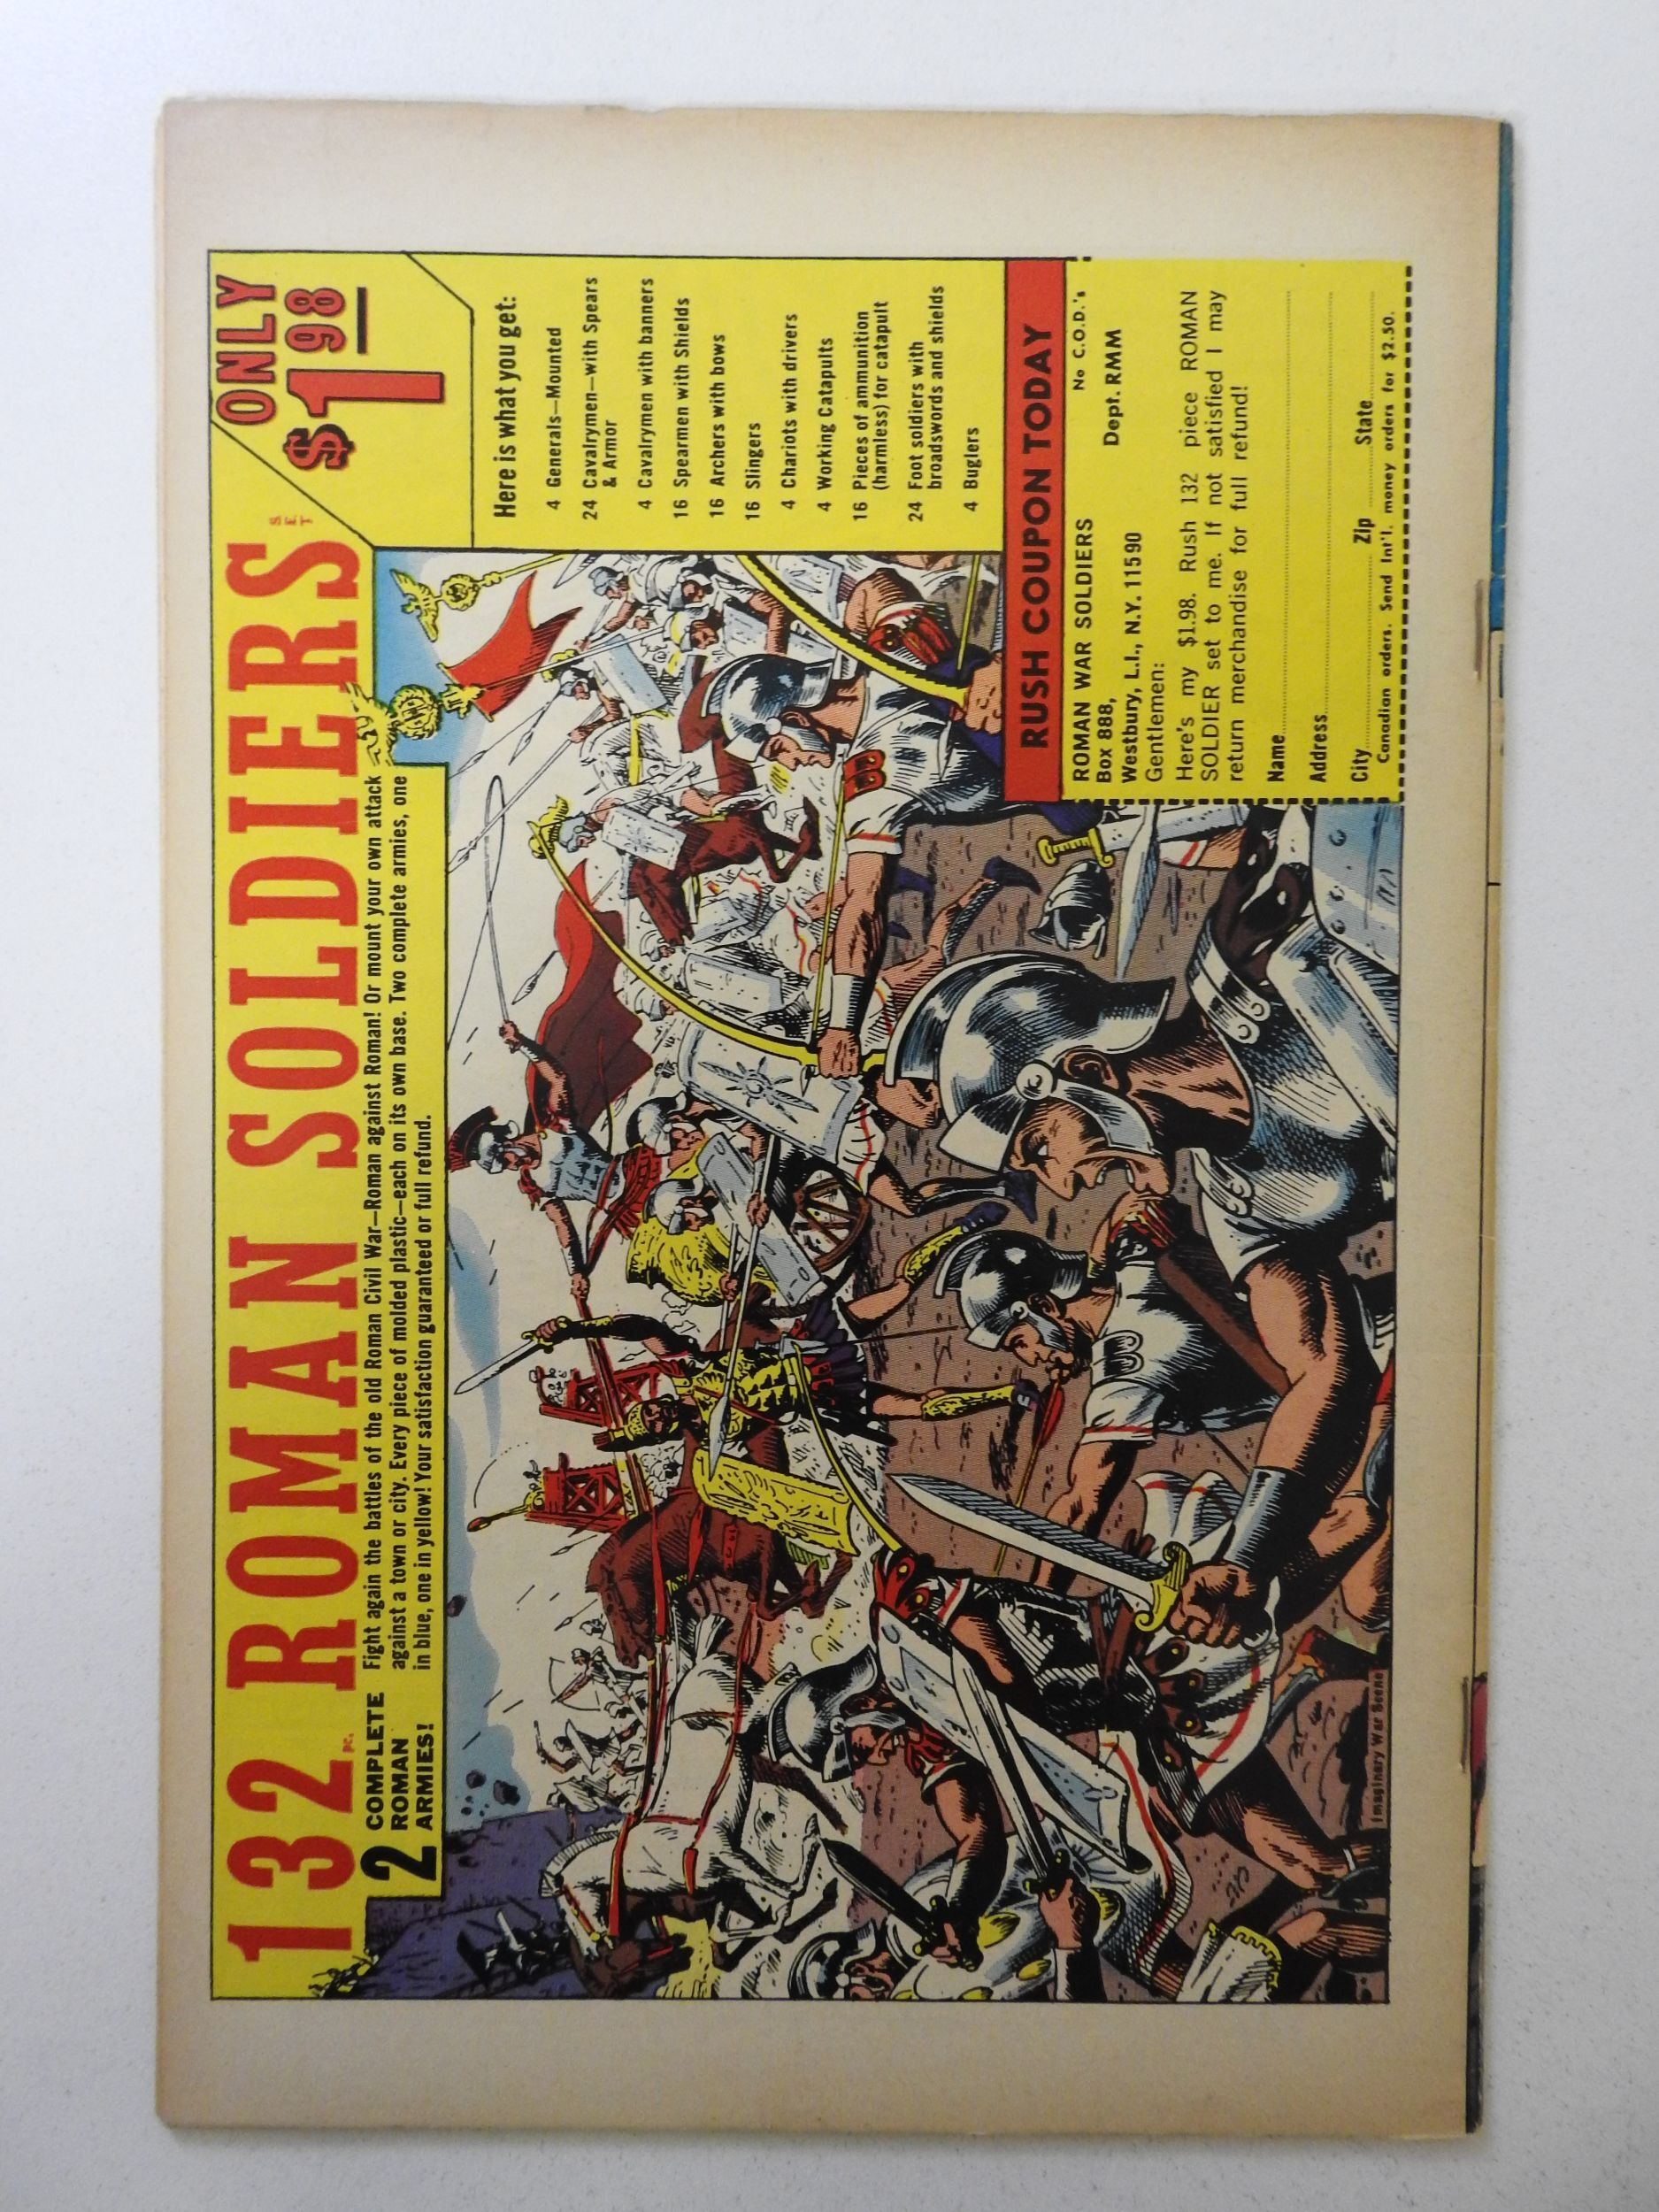 132 PC. ROMAN SOLDIERS SET
ONLY
$1 98
2 COMPLETE
ROMAN
ARMIES!
Fight again the battles of the old Roman Civil War—Roman against Roman! Or mount your own attack
against a town or city. Every piece of molded plastic—each on its own base. Two complete armies, one
in blue, one in yellow! Your satisfaction guaranteed or full refund.
Here is what you get:
4 Generals—Mounted
24 Cavalrymen—with Spears
& Armor
4 Cavalrymen with banners
16 Spearmen with Shields
16 Archers with bows
16 Slingers
4 Chariots with drivers
4 Working Catapults
16 Pieces of ammunition
(harmless) for catapult
24 Foot soldiers with
broadswords and shields
4 Buglers
RUSH COUPON TODAY
ROMAN WAR SOLDIERS No C.O.D.'s
Box 888, Dept. RMM
Westbury, L.I., N.Y. 11590
Gentlemen:
Here's my $1.98. Rush 132 piece ROMAN
SOLDIER set to me. If not satisfied I may
return merchandise for full refund!
Name
Address
City Zip State
Canadian orders. Send Int'l. money orders for $2.50.
Imaginary War Scene